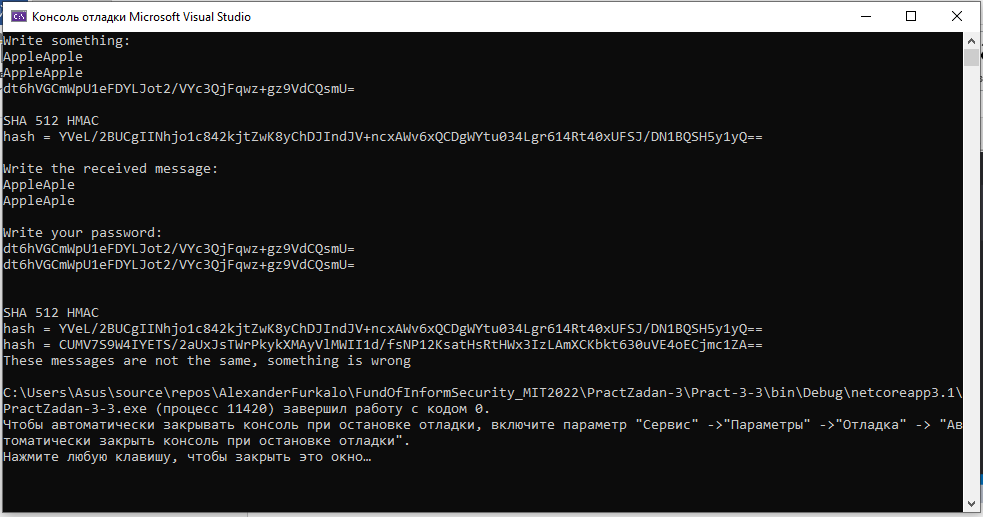 Консоль отладки Microsoft Visual Studio
Write something:
AppleApple
AppleApple
dt6hVGCmWpU1eFDYLJot2/VYc3QjFqwz+gz9VdCQsmU=
SHA 512 HMAC
hash = YVeL/2BUCgIINhjo1c842kjtZwK8yChDJIndJV+ncxAWv6xQCDgWYtu034Lgr614Rt40xUFSJ/DN1BQSH5y1yQ==
Write the received message:
AppleAple
AppleAple
Write your password:
dt6hVGCmWpU1eFDYLJot2/VYc3QjFqwz+gz9VdCQsmU=
dt6hVGCmWpU1eFDYLJot2/VYc3QjFqwz+gz9VdCQsmU=
SHA 512 HMAC
hash = YVeL/2BUCgIINhjo1c842kjtZwK8yChDJIndJV+ncxAWv6xQCDgWYtu034Lgr614Rt40xUFSJ/DN1BQSH5y1yQ==
hash = CUMV7S9W4IYETS/2aUxJsTWrPkykXMAyVlMWII1d/fsNP12KsatHsRtHWx3IzLAmXCKbkt630uVE4oECjmc1ZA==
These messages are not the same, something is wrong
C:\Users\Asus\source\repos\AlexanderFurkalo\FundOfInformSecurity_MIT2022\PractZadan-3\Pract-3-3\bin\Debug\netcoreapp3.1\
PractZadan-3-3.exe (процесс 11420) завершил работу с кодом 0.
Чтобы автоматически закрывать консоль при остановке отладки, включите параметр "Сервис" ->"Параметры" ->"Отладка" -> "Ав
томатически закрыть консоль при остановке отладки".
Нажмите любую клавишу, чтобы закрыть это окно…